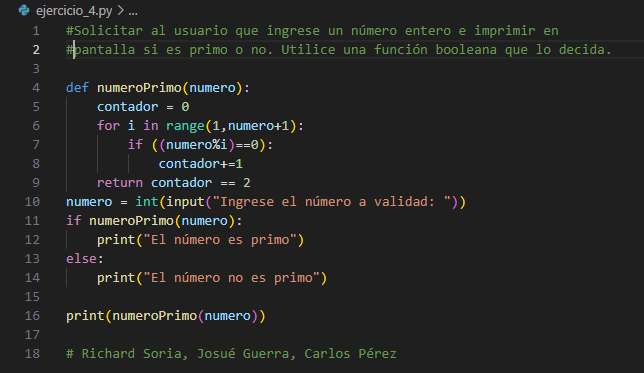 ejercicio_4.py > ...
1 #Solicitar al usuario que ingrese un número entero e imprimir en
2 #pantalla si es primo o no. Utilice una función booleana que lo decida.
3
4 def numeroPrimo(numero):
5     contador = 0
6     for i in range(1,numero+1):
7         if ((numero%i)==0):
8             contador+=1
9     return contador == 2
10 numero = int(input("Ingrese el número a validad: "))
11 if numeroPrimo(numero):
12     print("El número es primo")
13 else:
14     print("El número no es primo")
15
16 print(numeroPrimo(numero))
17
18 # Richard Soria, Josué Guerra, Carlos Pérez